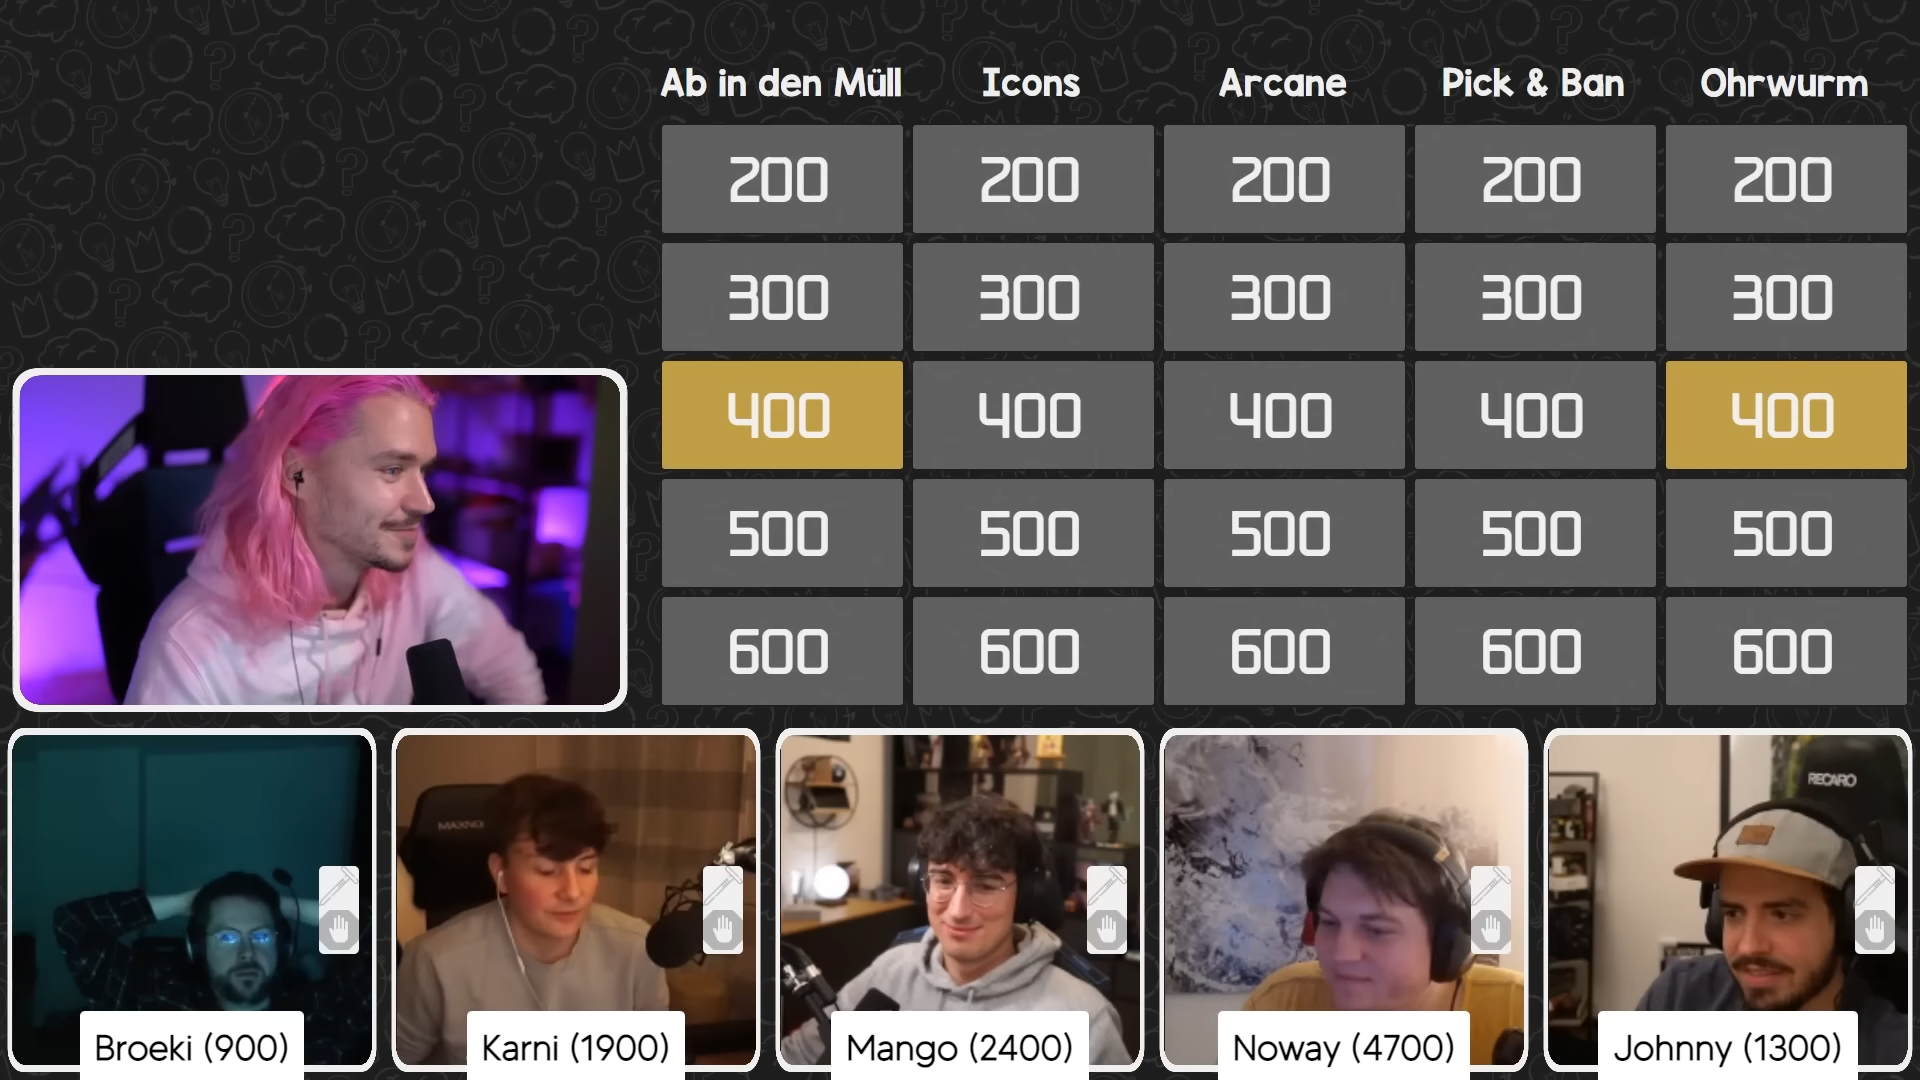 Ab in den Müll Icons Arcane Pick & Ban Ohrwurm
200 200 200 200 200
300 300 300 300 300
400 400 400 400 400
500 500 500 500 500
600 600 600 600 600
MAXNO
RECARO
Broeki (900) Karni (1900) Mango (2400) Noway (4700) Johnny (1300)